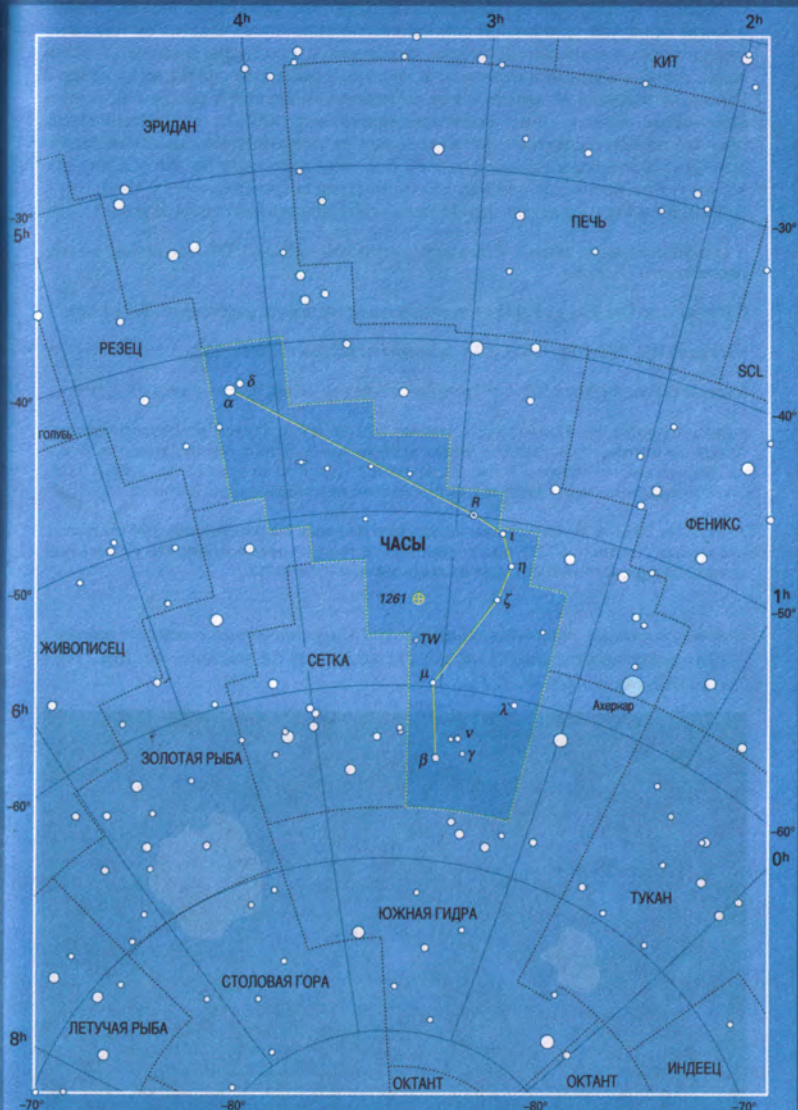 4h
3h
2h
КИТ
ЭРИДАН
-30°
5h
ПЕЧЬ
-30°
РЕЗЕЦ
SCL
δ
α
-40°
-40°
ГОЛУБЬ
R
ФЕНИКС
ι
ЧАСЫ
η
-50°
1261
ζ
1h
-50°
TW
ЖИВОПИСЕЦ
СЕТКА
μ
λ
Ахернар
6h
ν
ЗОЛОТАЯ РЫБА
β
γ
-60°
-60°
0h
ТУКАН
ЮЖНАЯ ГИДРА
СТОЛОВАЯ ГОРА
ЛЕТУЧАЯ РЫБА
8h
ИНДЕЕЦ
ОКТАНТ
ОКТАНТ
-70°
-80°
-80°
-70°